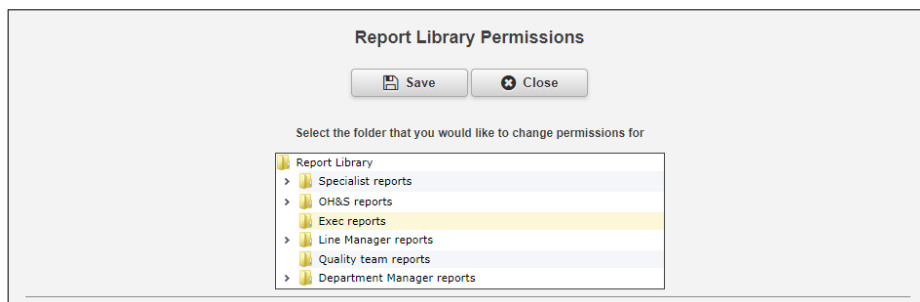 Report Library Permissions
Save Close
Select the folder that you would like to change permissions for
Report Library
Specialist reports
OH&S reports
Exec reports
Line Manager reports
Quality team reports
Department Manager reports